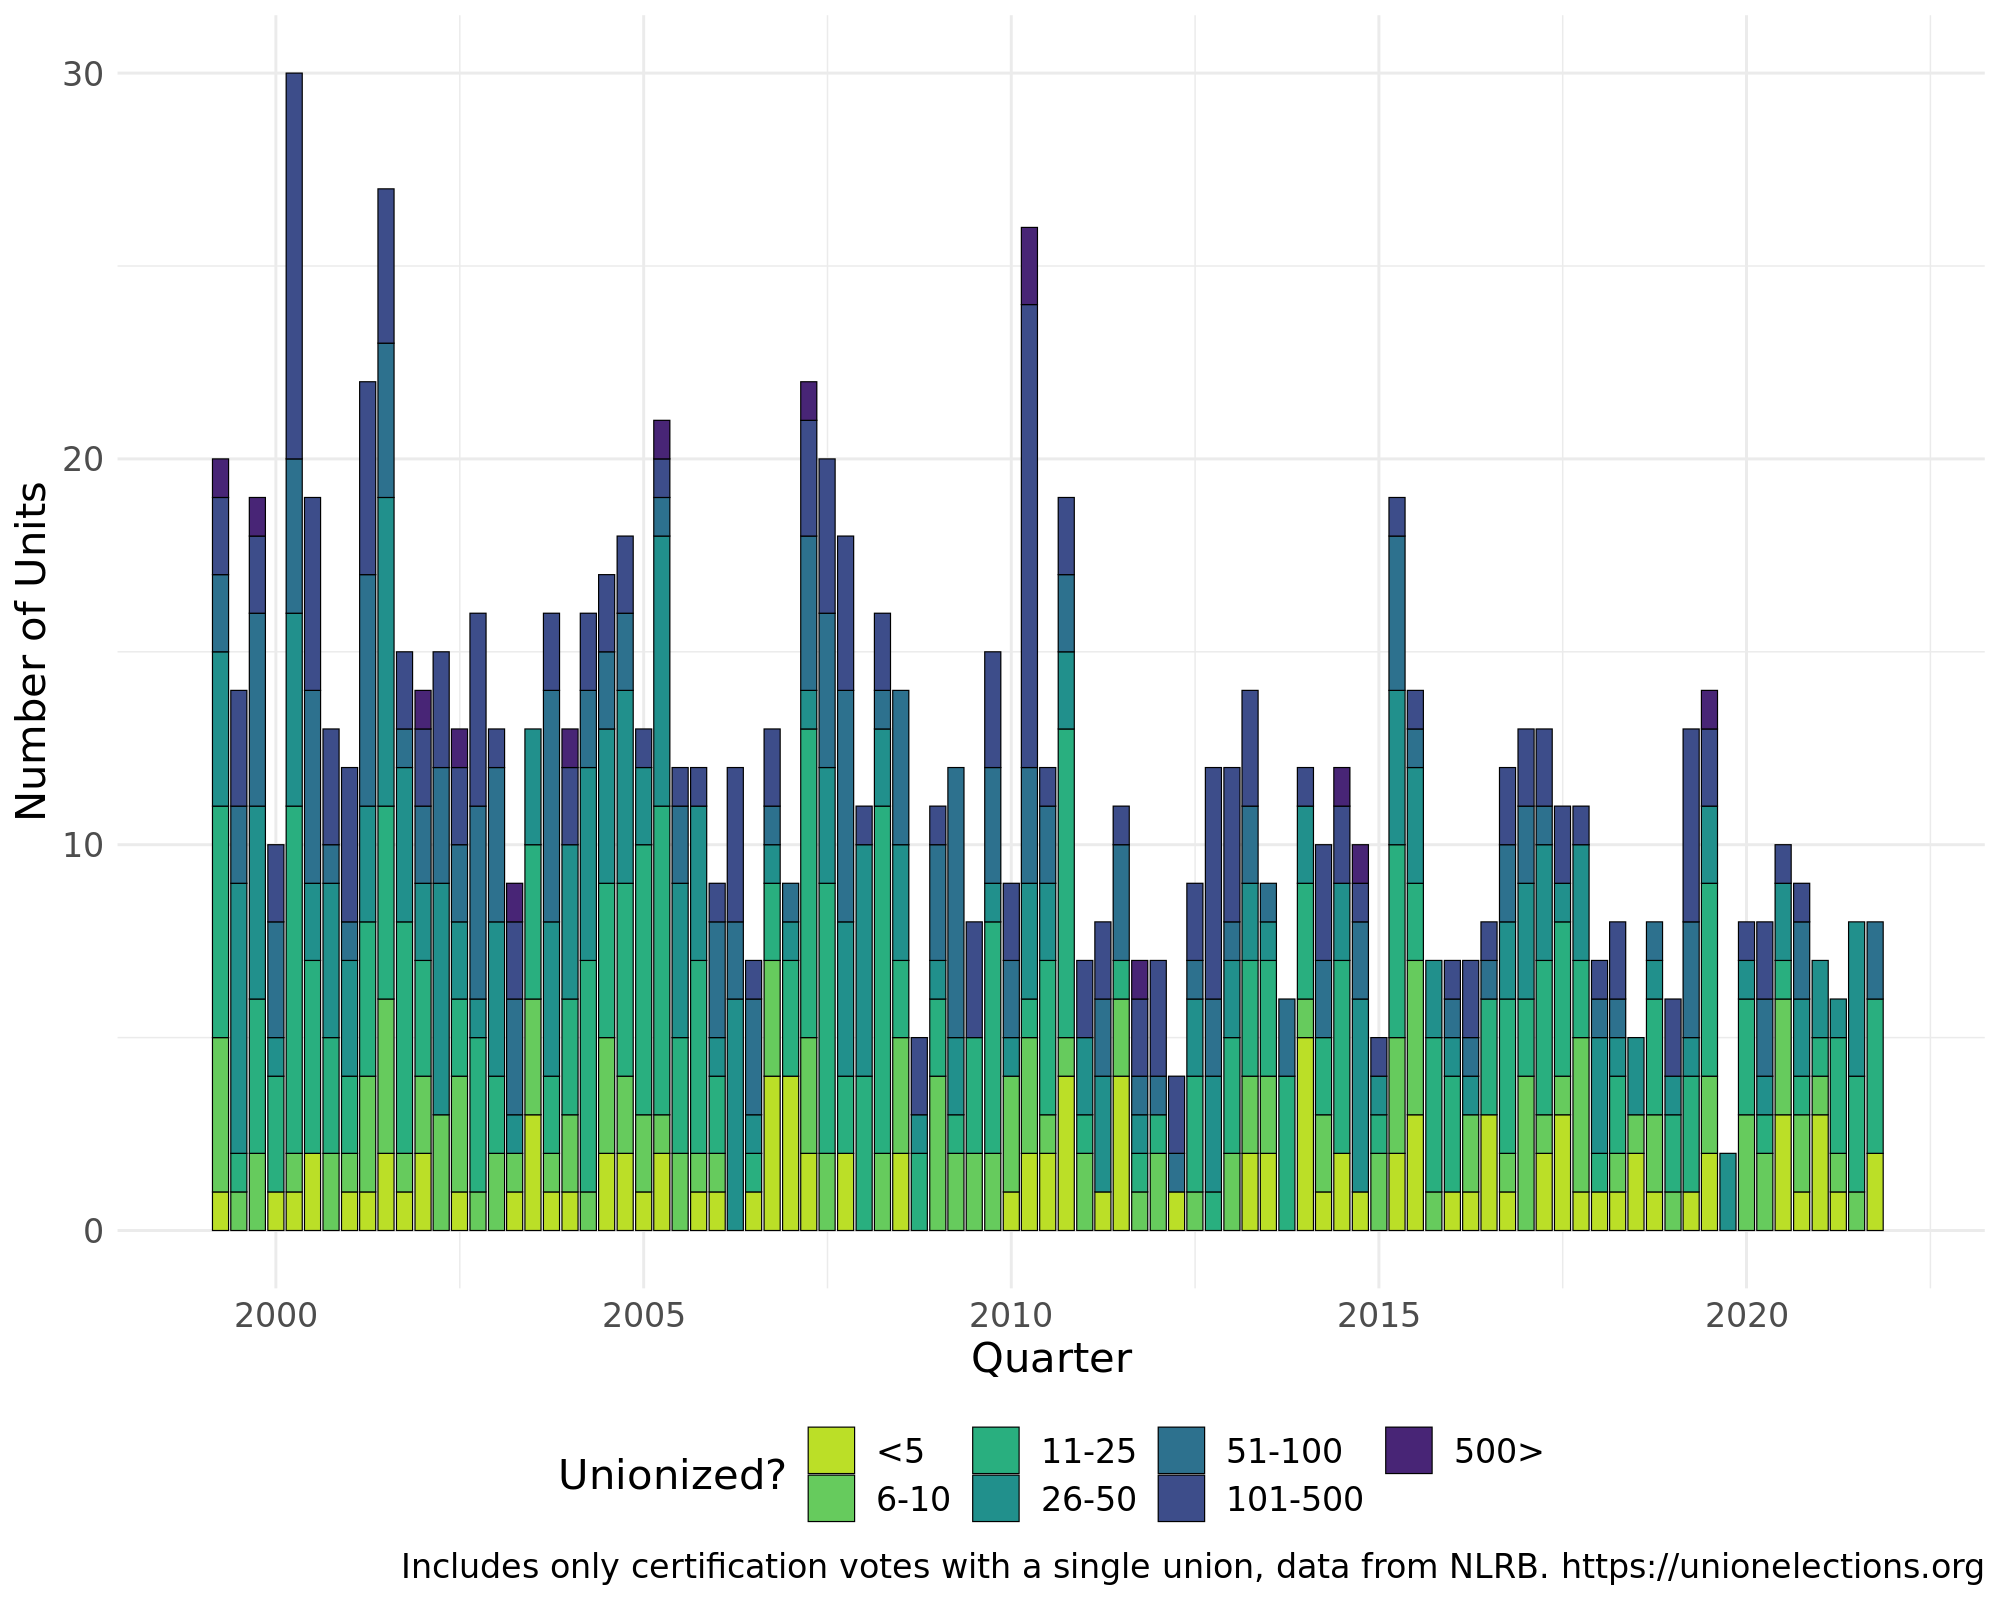 30
20
10
0
Number of Units
2000 2005 2010 2015 2020
Quarter
Unionized?
<5 11-25 51-100 500>
6-10 26-50 101-500
Includes only certification votes with a single union, data from NLRB. https://unionelections.org